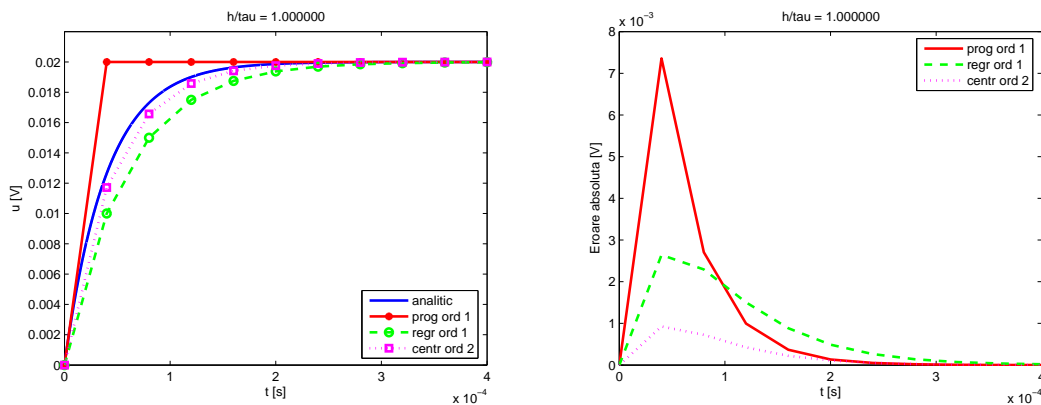 h/tau = 1.000000
0.02
0.018
0.016
0.014
0.012
0.01
0.008
0.006
0.004
0.002
0
u [V]
analitic
prog ord 1
regr ord 1
centr ord 2
0 1 2 3 4
t [s]
x 10⁻⁴
h/tau = 1.000000
x 10⁻³
8
7
6
5
4
3
2
1
0
Eroare absoluta [V]
prog ord 1
regr ord 1
centr ord 2
0 1 2 3 4
t [s]
x 10⁻⁴